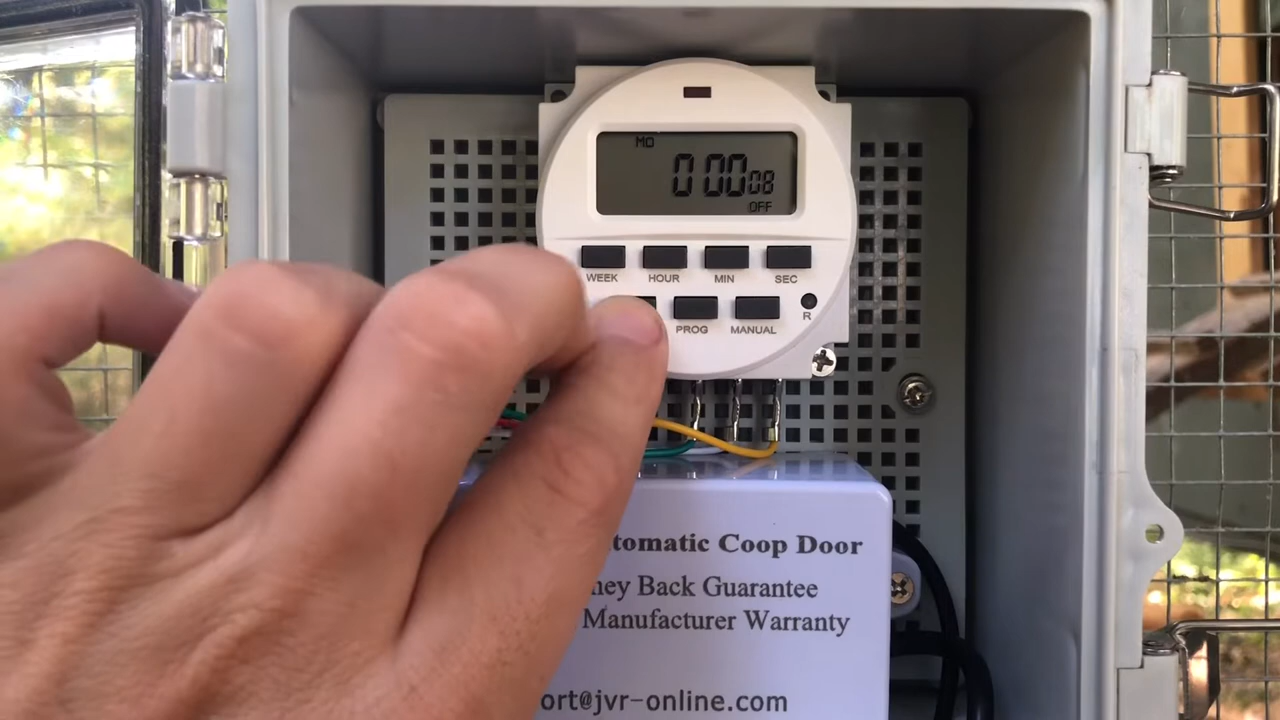 MO
0 00 08
OFF
WEEK HOUR MIN SEC
PROG MANUAL R
tomatic Coop Door
ney Back Guarantee
Manufacturer Warranty
ort@jvr-online.com